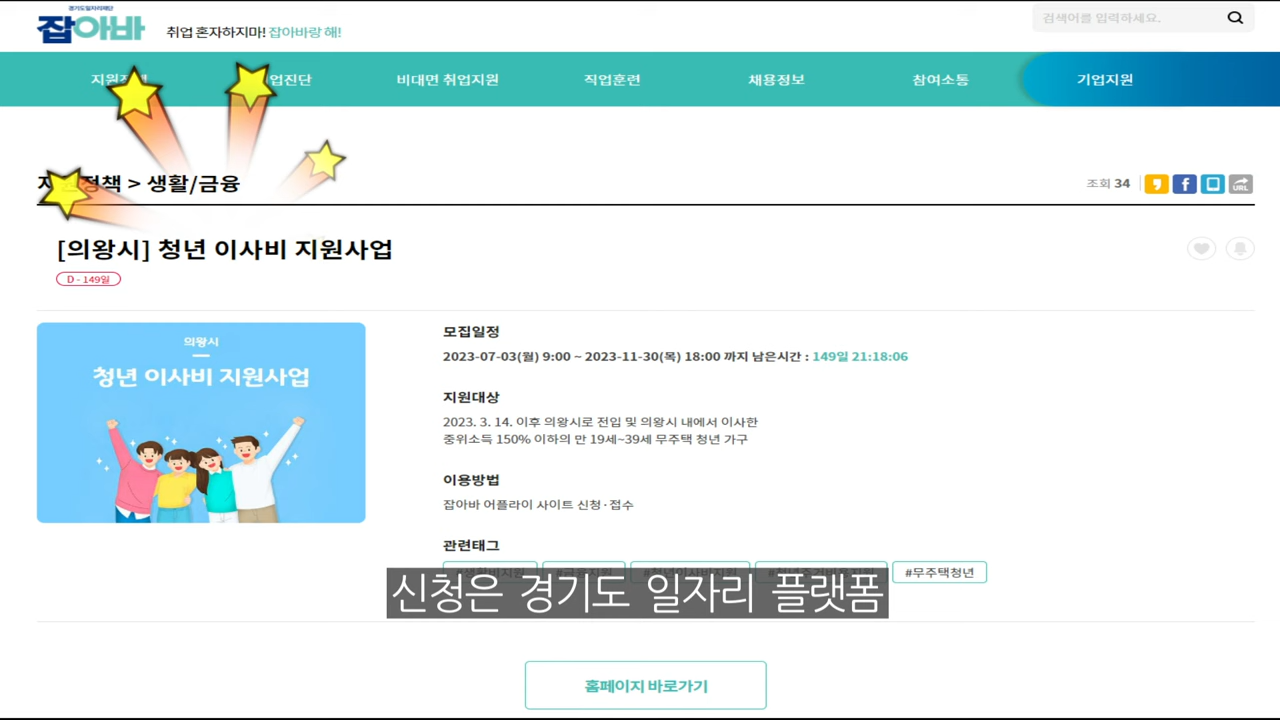 경기도일자리재단
잡아바
취업 혼자하지마! 잡아바랑 해!
검색어를 입력하세요.
비대면 취업지원
직업훈련
채용정보
참여소통
기업지원
> 생활/금융
조회 34
URL
[의왕시] 청년 이사비 지원사업
D - 149일
의왕시
청년 이사비 지원사업
모집일정
2023-07-03(월) 9:00 ~ 2023-11-30(목) 18:00 까지 남은시간 : 149일 21:18:06
지원대상
2023. 3. 14. 이후 의왕시로 전입 및 의왕시 내에서 이사한
중위소득 150% 이하의 만 19세~39세 무주택 청년 가구
이용방법
잡아바 어플라이 사이트 신청·접수
관련태그
#무주택청년
신청은 경기도 일자리 플랫폼
홈페이지 바로가기